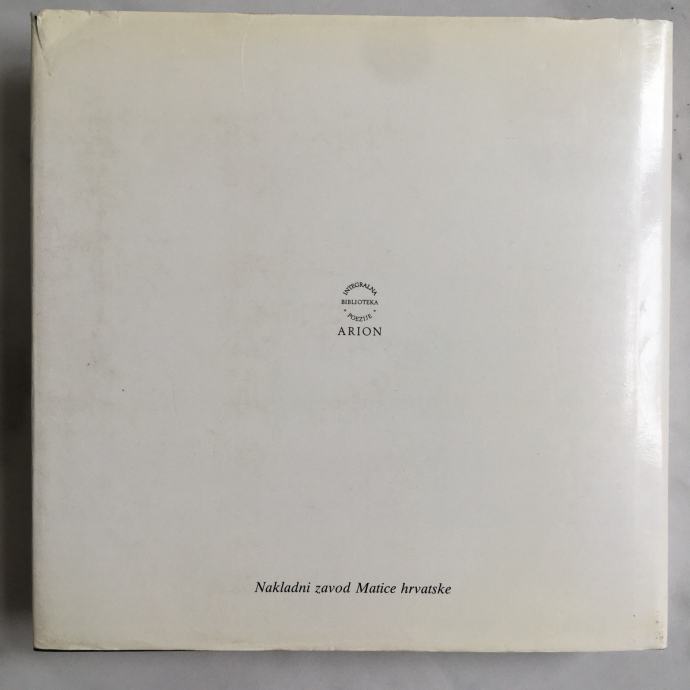 INTEGRALNA
BIBLIOTEKA
• POEZIJE •
ARION
Nakladni zavod Matice hrvatske